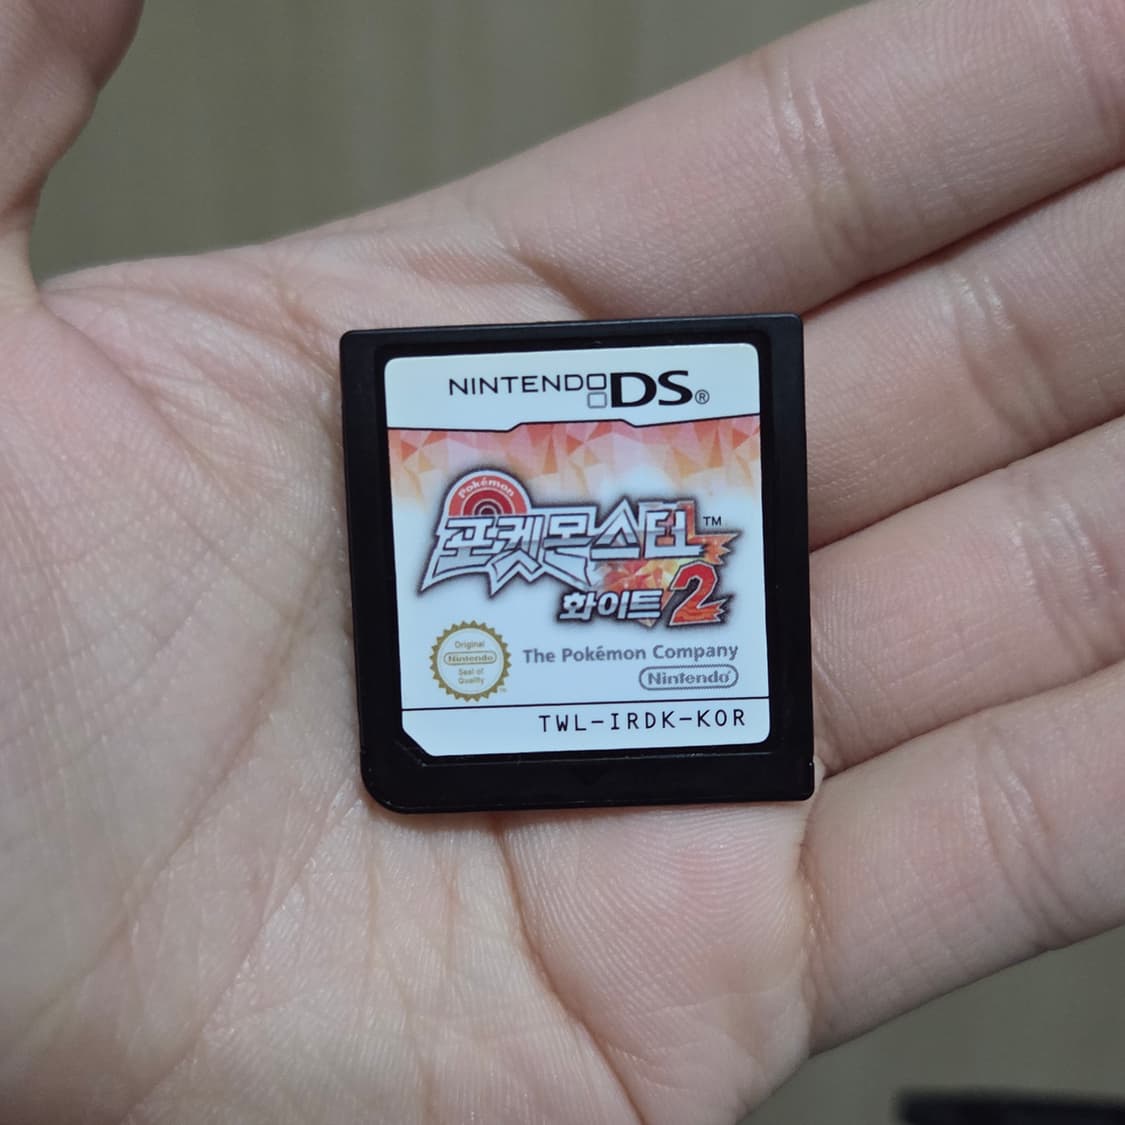 NINTENDO DS®
Pokémon
포켓몬스터™
화이트2
Original
Nintendo
Seal of
Quality
TM
The Pokémon Company
Nintendo®
TWL-IRDK-KOR